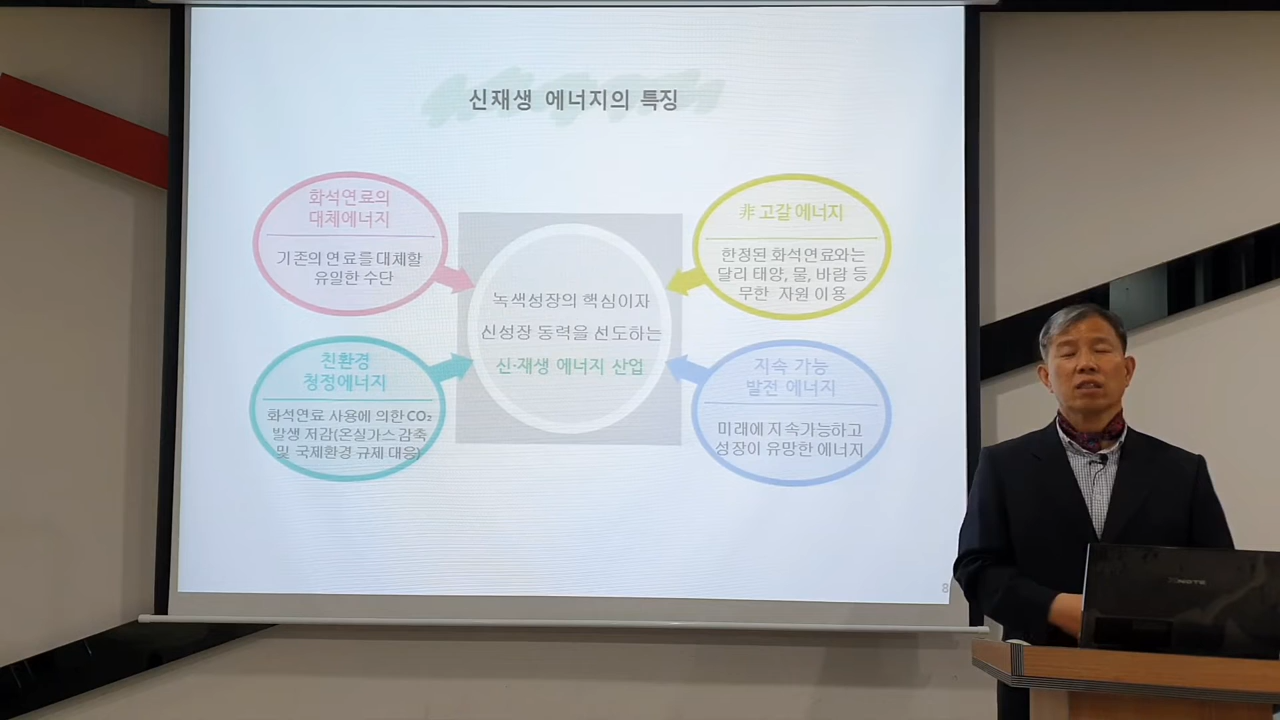 신재생 에너지의 특징
화석연료의
대체에너지
기존의 연료를 대체할
유일한 수단
非 고갈 에너지
한정된 화석연료와는
달리 태양, 물, 바람 등
무한 자원 이용
녹색성장의 핵심이자
신성장 동력을 선도하는
신·재생 에너지 산업
친환경
청정에너지
화석연료 사용에 의한 CO₂
발생 저감(온실가스 감축
및 국제환경 규제 대응)
지속 가능
발전 에너지
미래에 지속가능하고
성장이 유망한 에너지
8